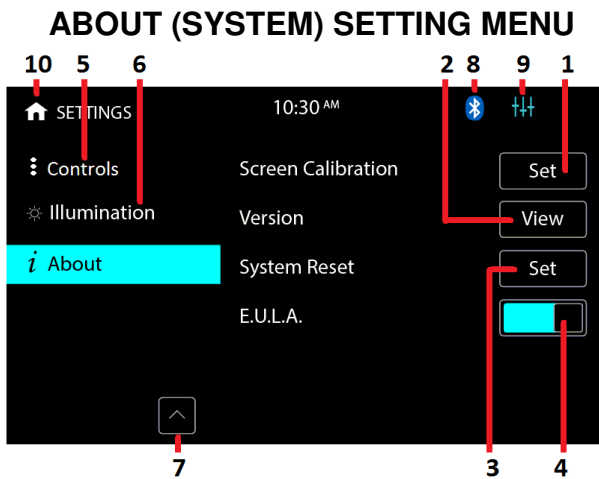 ABOUT (SYSTEM) SETTING MENU
10 5 6 2 8 9 1
SETTINGS 10:30 AM
Controls Screen Calibration Set
Illumination Version View
i About System Reset Set
E.U.L.A.
7 3 4